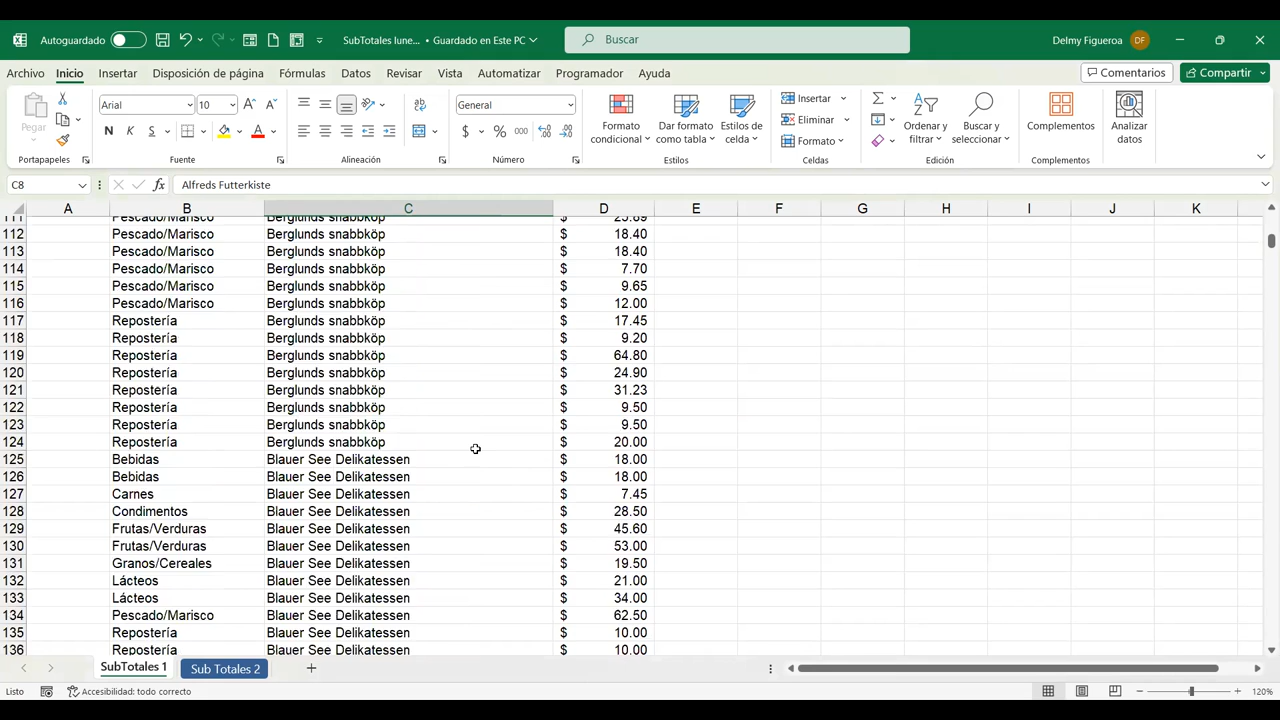 Autoguardado
SubTotales lune... • Guardado en Este PC
Buscar
Delmy Figueroa DF
Archivo Inicio Insertar Disposición de página Fórmulas Datos Revisar Vista Automatizar Programador Ayuda
Comentarios Compartir
Pegar
Portapapeles
Arial 10
N K S
Fuente
ab
Alineación
General
$ % 000
Número
Formato condicional
Dar formato como tabla
Estilos de celda
Estilos
Insertar
Eliminar
Formato
Celdas
Ordenar y filtrar
Buscar y seleccionar
Edición
Complementos
Complementos
Analizar datos
C8 fx Alfreds Futterkiste
A B C D E F G H I J K
111 Pescado/Marisco Berglunds snabbköp $ 25.89
112 Pescado/Marisco Berglunds snabbköp $ 18.40
113 Pescado/Marisco Berglunds snabbköp $ 18.40
114 Pescado/Marisco Berglunds snabbköp $ 7.70
115 Pescado/Marisco Berglunds snabbköp $ 9.65
116 Pescado/Marisco Berglunds snabbköp $ 12.00
117 Repostería Berglunds snabbköp $ 17.45
118 Repostería Berglunds snabbköp $ 9.20
119 Repostería Berglunds snabbköp $ 64.80
120 Repostería Berglunds snabbköp $ 24.90
121 Repostería Berglunds snabbköp $ 31.23
122 Repostería Berglunds snabbköp $ 9.50
123 Repostería Berglunds snabbköp $ 9.50
124 Repostería Berglunds snabbköp $ 20.00
125 Bebidas Blauer See Delikatessen $ 18.00
126 Bebidas Blauer See Delikatessen $ 18.00
127 Carnes Blauer See Delikatessen $ 7.45
128 Condimentos Blauer See Delikatessen $ 28.50
129 Frutas/Verduras Blauer See Delikatessen $ 45.60
130 Frutas/Verduras Blauer See Delikatessen $ 53.00
131 Granos/Cereales Blauer See Delikatessen $ 19.50
132 Lácteos Blauer See Delikatessen $ 21.00
133 Lácteos Blauer See Delikatessen $ 34.00
134 Pescado/Marisco Blauer See Delikatessen $ 62.50
135 Repostería Blauer See Delikatessen $ 10.00
136 Repostería Blauer See Delikatessen $ 10.00
SubTotales 1 Sub Totales 2
Listo Accesibilidad: todo correcto 120%